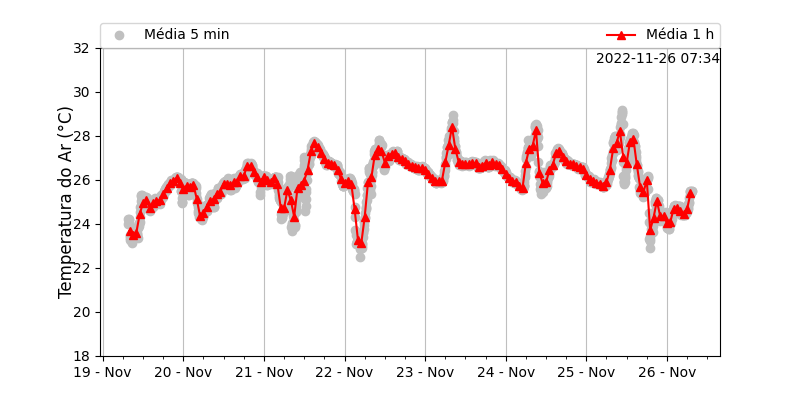 Média 5 min
Média 1 h
2022-11-26 07:34
Temperatura do Ar (°C)
32
30
28
26
24
22
20
18
19 - Nov
20 - Nov
21 - Nov
22 - Nov
23 - Nov
24 - Nov
25 - Nov
26 - Nov